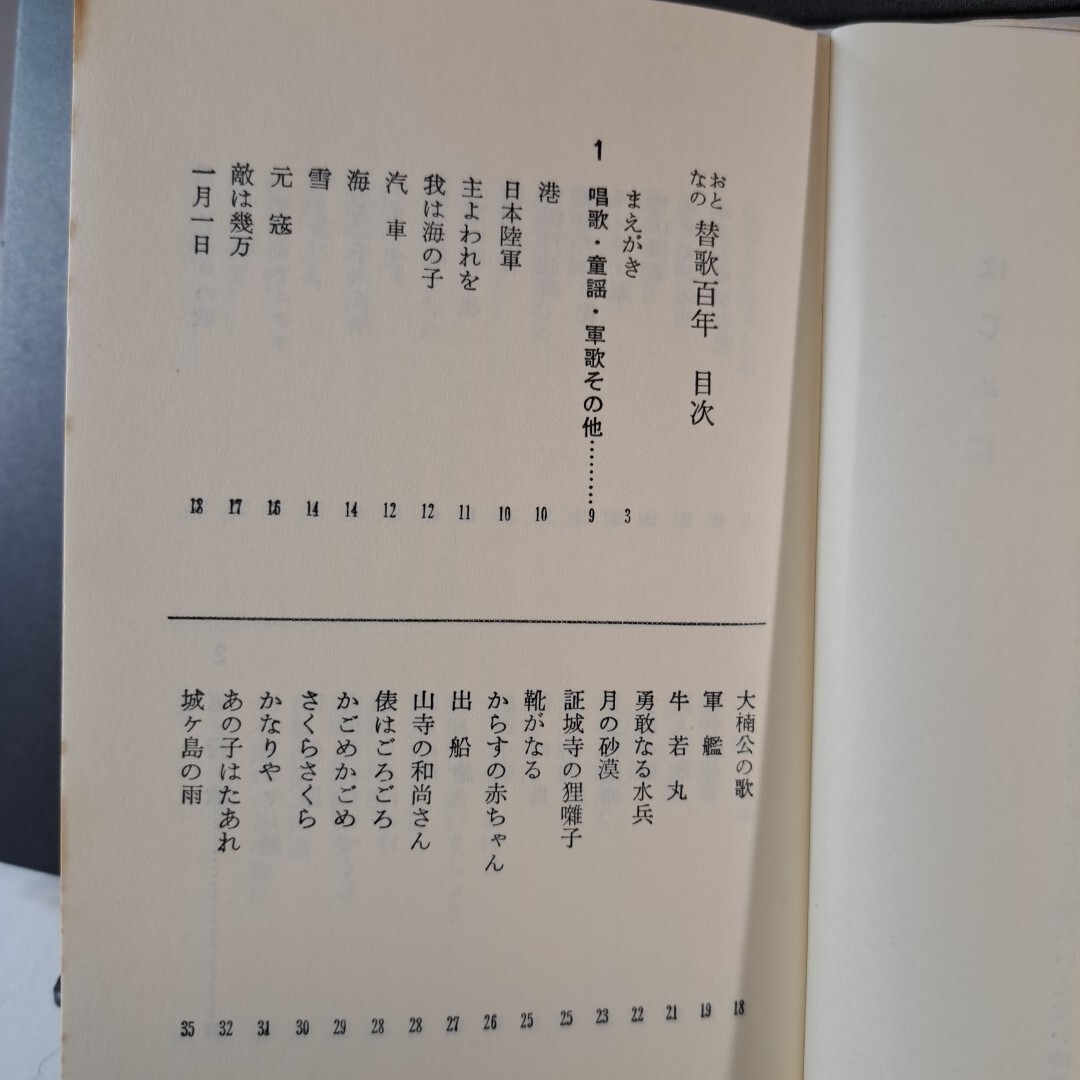 おとなの 替歌百年 目次
まえがき 3
1 唱歌・童謡・軍歌その他………… 9
港 10
日本陸軍 10
主よわれを 11
我は海の子 12
汽車 12
海 14
雪 14
元寇 16
敵は幾万 17
一月一日 18
大楠公の歌 18
軍艦 19
牛若丸 21
勇敢なる水兵 22
月の砂漠 23
証城寺の狸囃子 25
靴がなる 25
からすの赤ちゃん 26
出船 27
山寺の和尚さん 28
俵はごろごろ 28
かごめかごめ 29
さくらさくら 30
かなりや 31
あの子はたあれ 32
城ケ島の雨 35
はじめに
2